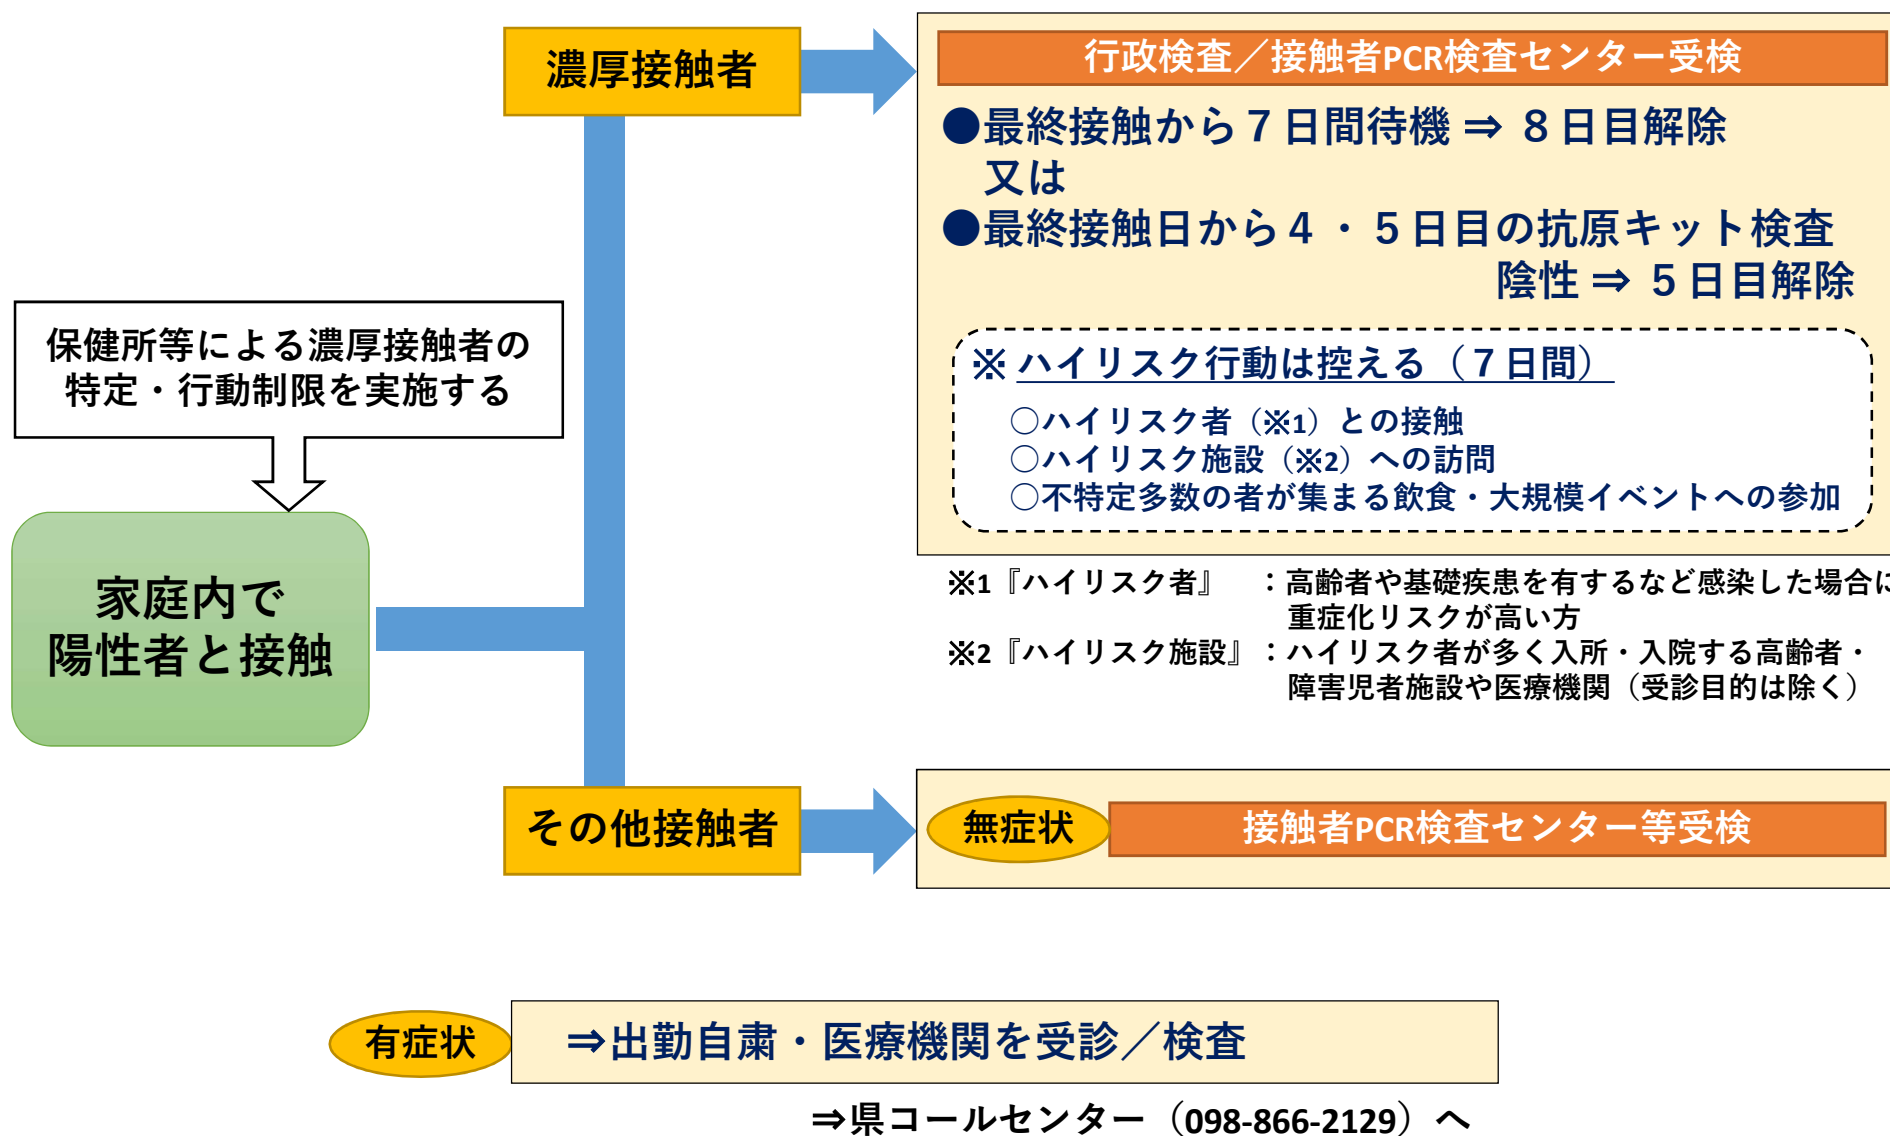 濃厚接触者
行政検査／接触者PCR検査センター受検
●最終接触から７日間待機 ⇒ ８日目解除
又は
●最終接触日から４・５日目の抗原キット検査
陰性 ⇒ ５日目解除
※ ハイリスク行動は控える（７日間）
○ハイリスク者（※1）との接触
○ハイリスク施設（※2）への訪問
○不特定多数の者が集まる飲食・大規模イベントへの参加
※1『ハイリスク者』　：高齢者や基礎疾患を有するなど感染した場合に
重症化リスクが高い方
※2『ハイリスク施設』：ハイリスク者が多く入所・入院する高齢者・
障害児者施設や医療機関（受診目的は除く）
保健所等による濃厚接触者の
特定・行動制限を実施する
家庭内で
陽性者と接触
その他接触者
無症状
接触者PCR検査センター等受検
有症状
⇒出勤自粛・医療機関を受診／検査
⇒県コールセンター（098-866-2129）へ